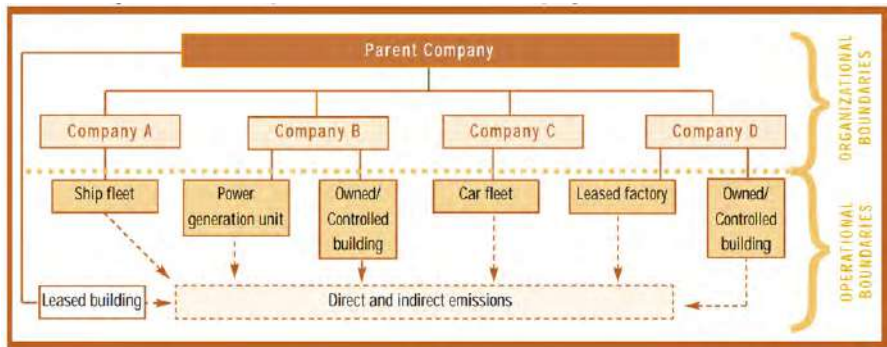 Parent Company
ORGANIZATIONAL
BOUNDARIES
Company A
Company B
Company C
Company D
Ship fleet
Power
generation unit
Owned/
Controlled
building
Car fleet
Leased factory
Owned/
Controlled
building
OPERATIONAL
BOUNDARIES
Leased building
Direct and indirect emissions